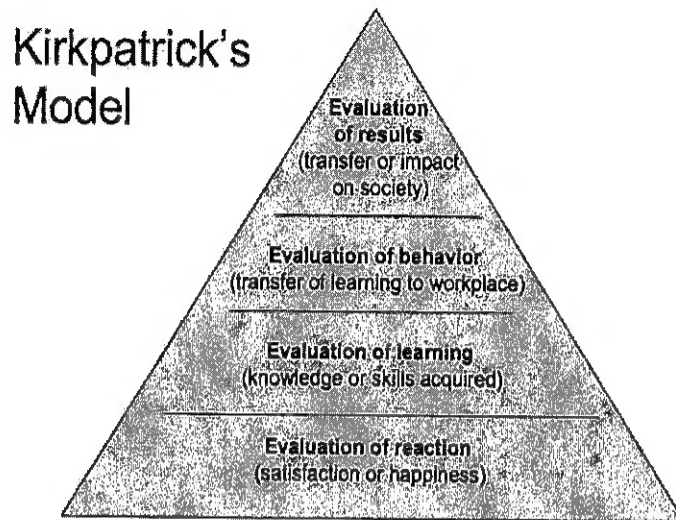 Kirkpatrick's
Model
Evaluation
of results
(transfer or impact
on society)
Evaluation of behavior
(transfer of learning to workplace)
Evaluation of learning
(knowledge or skills acquired)
Evaluation of reaction
(satisfaction or happiness)